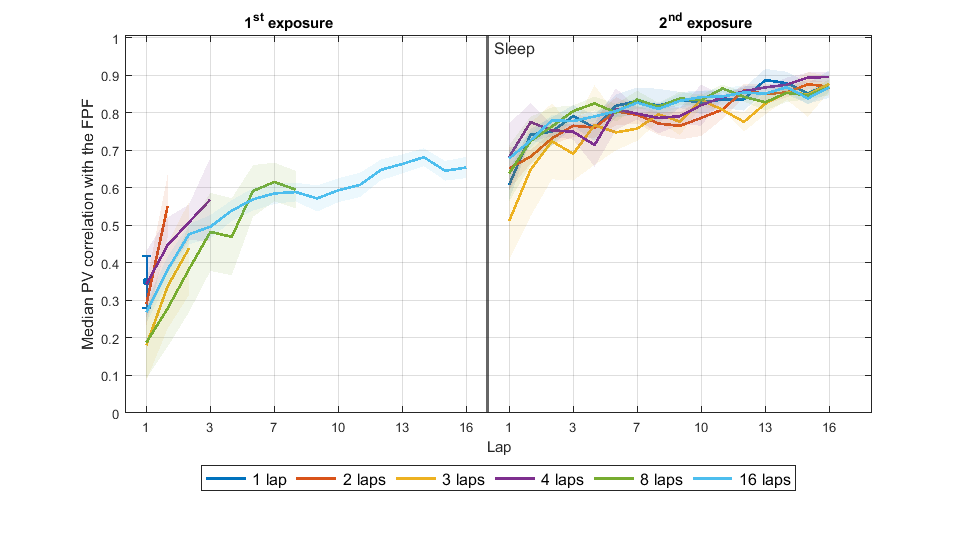 1st exposure
2nd exposure
Sleep
Median PV correlation with the FPF
1
0.9
0.8
0.7
0.6
0.5
0.4
0.3
0.2
0.1
0
1 3 7 10 13 16 1 3 7 10 13 16
Lap
1 lap 2 laps 3 laps 4 laps 8 laps 16 laps